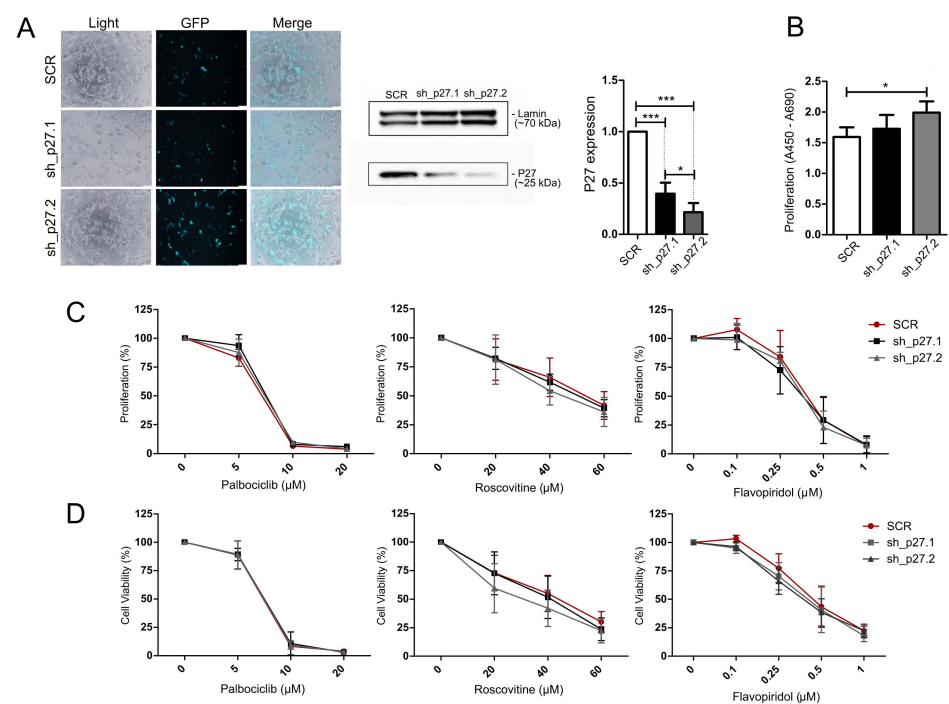 A
Light GFP Merge
SCR
sh_p27.1
sh_p27.2
SCR sh_p27.1 sh_p27.2
- Lamin
(~70 kDa)
- P27
(~25 kDa)
P27 expression
1.5
1.0
0.5
0.0
***
***
*
SCR
sh_p27.1
sh_p27.2
B
Proliferation (A450 - A690)
2.5
2.0
1.5
1.0
0.5
0.0
*
SCR
sh_p27.1
sh_p27.2
C
Proliferation (%)
125
100
75
50
25
0
0 5 10 20
Palbociclib (µM)
Proliferation (%)
125
100
75
50
25
0
0 20 40 60
Roscovitine (µM)
Proliferation (%)
125
100
75
50
25
0
0 0.1 0.25 0.5 1
Flavopiridol (µM)
SCR
sh_p27.1
sh_p27.2
D
Cell Viability (%)
125
100
75
50
25
0
0 5 10 20
Palbociclib (µM)
Cell Viability (%)
125
100
75
50
25
0
0 20 40 60
Roscovitine (µM)
Cell Viability (%)
125
100
75
50
25
0
0 0.1 0.25 0.5 1
Flavopiridol (µM)
SCR
sh_p27.1
sh_p27.2